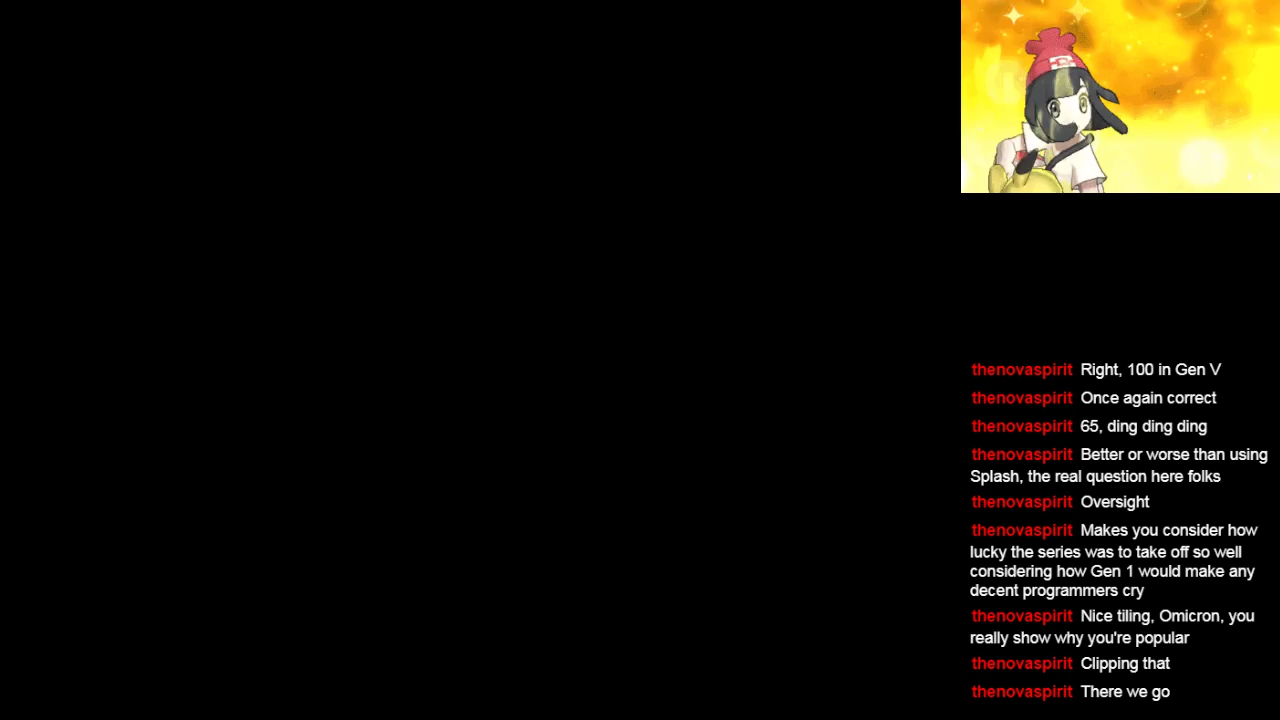 thenovaspirit Right, 100 in Gen V
thenovaspirit Once again correct
thenovaspirit 65, ding ding ding
thenovaspirit Better or worse than using
Splash, the real question here folks
thenovaspirit Oversight
thenovaspirit Makes you consider how
lucky the series was to take off so well
considering how Gen 1 would make any
decent programmers cry
thenovaspirit Nice tiling, Omicron, you
really show why you're popular
thenovaspirit Clipping that
thenovaspirit There we go